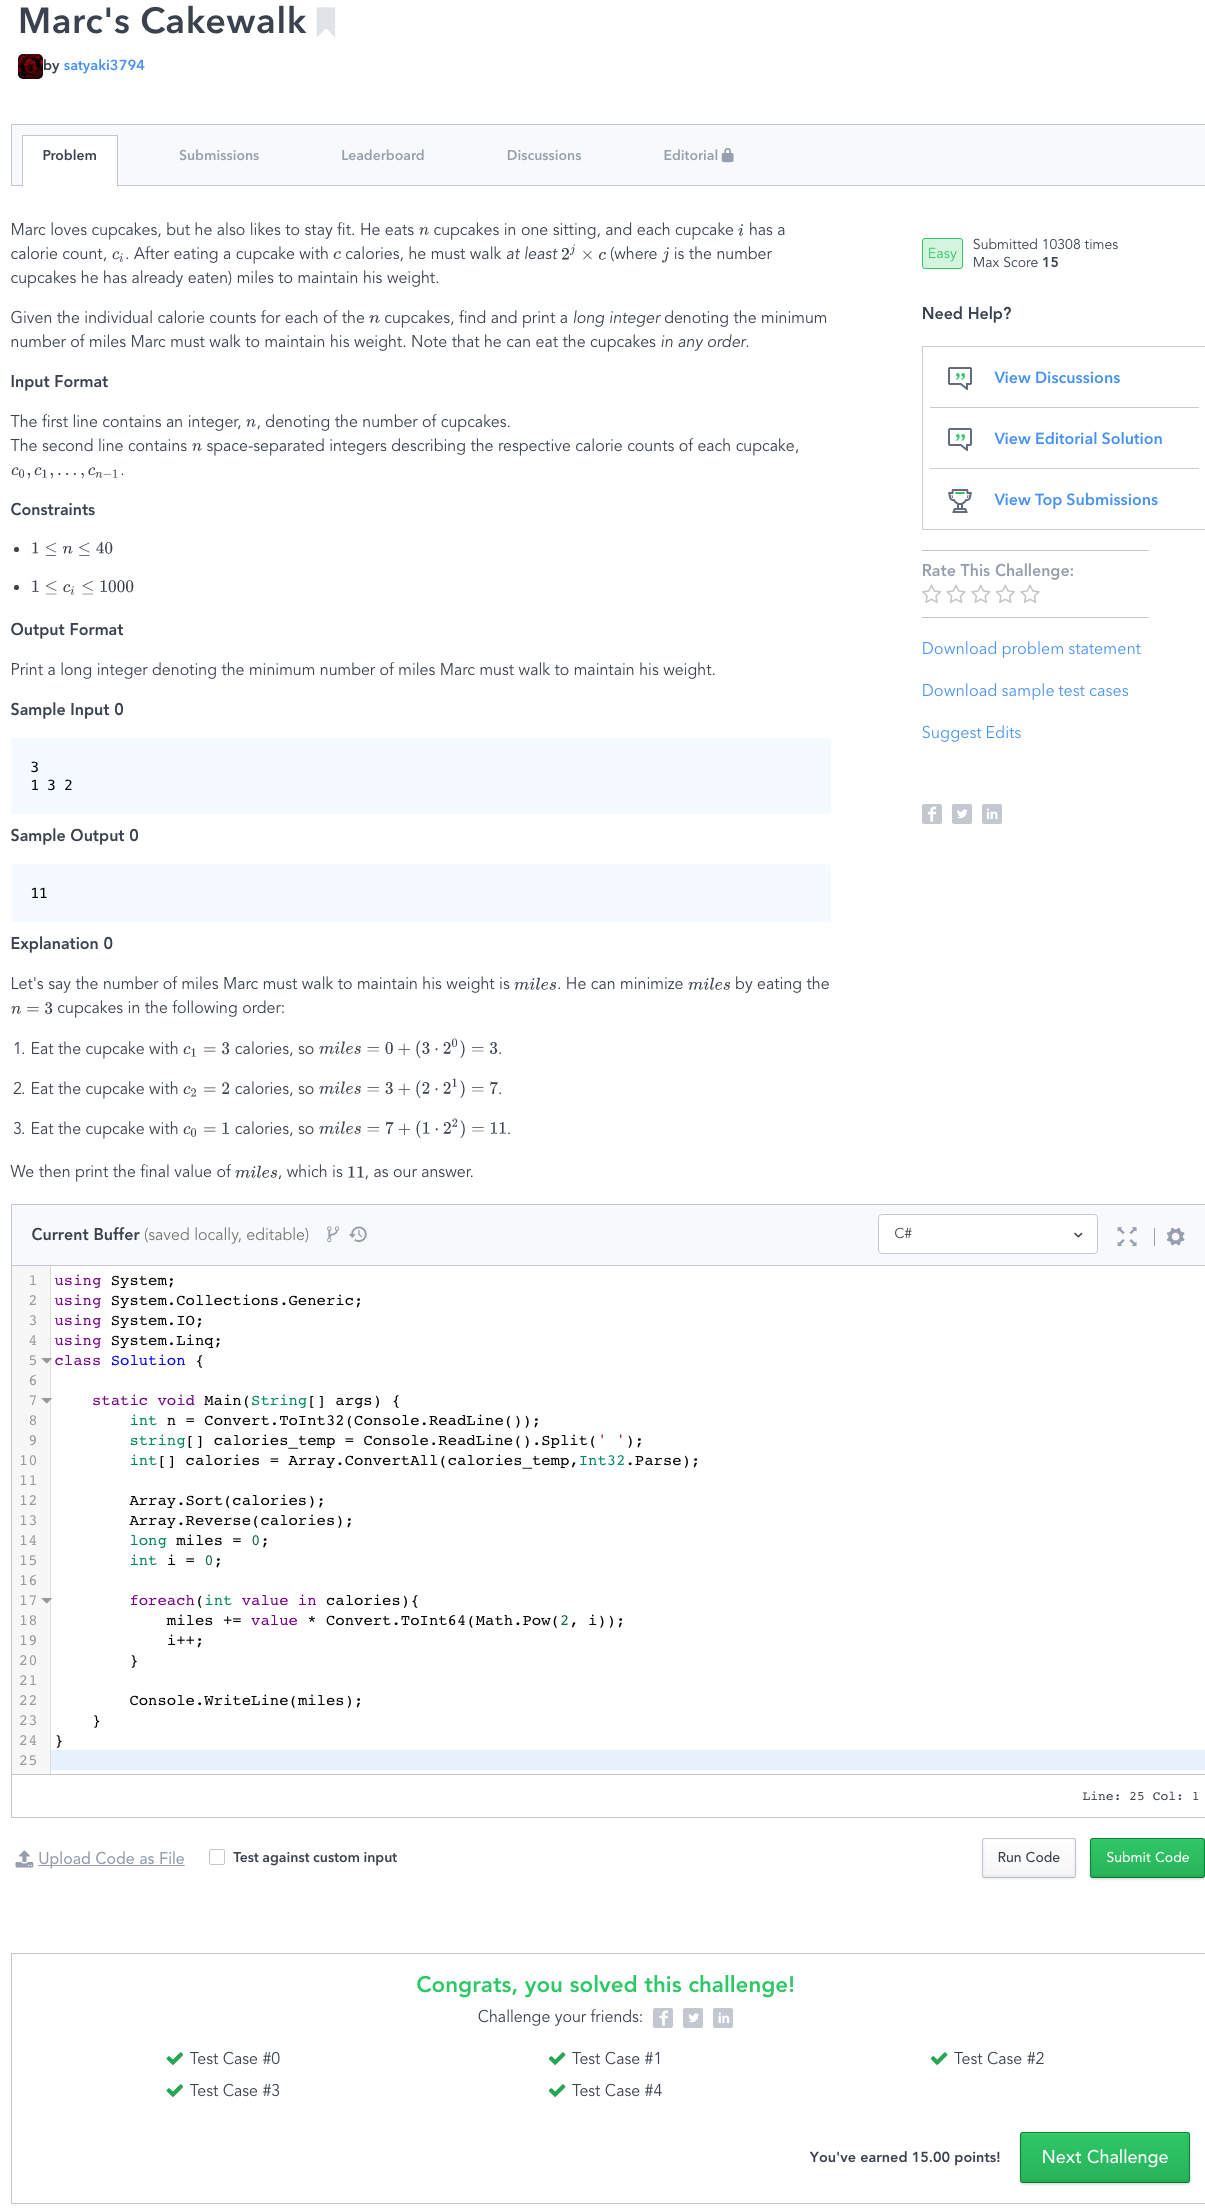 Marc's Cakewalk
by satyaki3794
Problem Submissions Leaderboard Discussions Editorial
Marc loves cupcakes, but he also likes to stay fit. He eats n cupcakes in one sitting, and each cupcake i has a
calorie count, c_i. After eating a cupcake with c calories, he must walk at least 2^j × c (where j is the number
cupcakes he has already eaten) miles to maintain his weight.
Given the individual calorie counts for each of the n cupcakes, find and print a long integer denoting the minimum
number of miles Marc must walk to maintain his weight. Note that he can eat the cupcakes in any order.
Input Format
The first line contains an integer, n, denoting the number of cupcakes.
The second line contains n space-separated integers describing the respective calorie counts of each cupcake,
c_0, c_1, . . . , c_{n−1}.
Constraints
• 1 ≤ n ≤ 40
• 1 ≤ c_i ≤ 1000
Output Format
Print a long integer denoting the minimum number of miles Marc must walk to maintain his weight.
Sample Input 0
3
1 3 2
Sample Output 0
11
Explanation 0
Let's say the number of miles Marc must walk to maintain his weight is miles. He can minimize miles by eating the
n = 3 cupcakes in the following order:
1. Eat the cupcake with c_1 = 3 calories, so miles = 0 + (3 · 2^0) = 3.
2. Eat the cupcake with c_2 = 2 calories, so miles = 3 + (2 · 2^1) = 7.
3. Eat the cupcake with c_0 = 1 calories, so miles = 7 + (1 · 2^2) = 11.
We then print the final value of miles, which is 11, as our answer.
Easy
Submitted 10308 times
Max Score 15
Need Help?
View Discussions
View Editorial Solution
View Top Submissions
Rate This Challenge:
Download problem statement
Download sample test cases
Suggest Edits
Current Buffer (saved locally, editable) C#
1 using System;
2 using System.Collections.Generic;
3 using System.IO;
4 using System.Linq;
5 class Solution {
6
7     static void Main(String[] args) {
8         int n = Convert.ToInt32(Console.ReadLine());
9         string[] calories_temp = Console.ReadLine().Split(' ');
10         int[] calories = Array.ConvertAll(calories_temp,Int32.Parse);
11
12         Array.Sort(calories);
13         Array.Reverse(calories);
14         long miles = 0;
15         int i = 0;
16
17         foreach(int value in calories){
18             miles += value * Convert.ToInt64(Math.Pow(2, i));
19             i++;
20         }
21
22         Console.WriteLine(miles);
23     }
24 }
25
Line: 25 Col: 1
Upload Code as File Test against custom input Run Code Submit Code
Congrats, you solved this challenge!
Challenge your friends:
Test Case #0 Test Case #1 Test Case #2
Test Case #3 Test Case #4
You've earned 15.00 points! Next Challenge